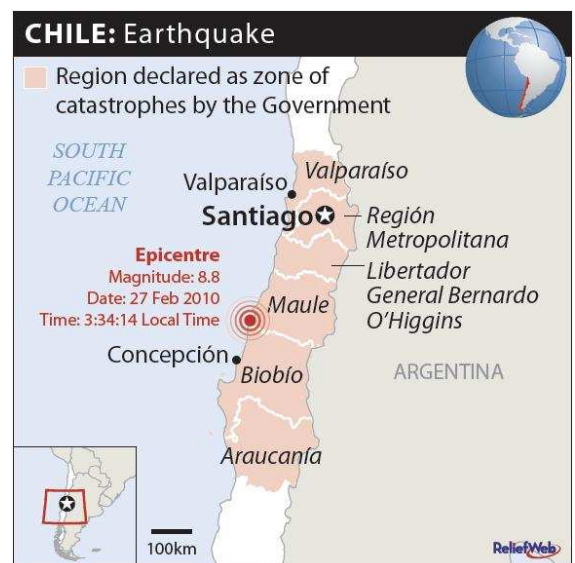 CHILE: Earthquake
Region declared as zone of
catastrophes by the Government
SOUTH
PACIFIC
OCEAN
Valparaíso
Valparaíso
Santiago
Región
Metropolitana
Libertador
General Bernardo
O'Higgins
Epicentre
Magnitude: 8.8
Date: 27 Feb 2010
Time: 3:34:14 Local Time
Maule
Concepción
Biobío
ARGENTINA
Araucanía
100km
ReliefWeb